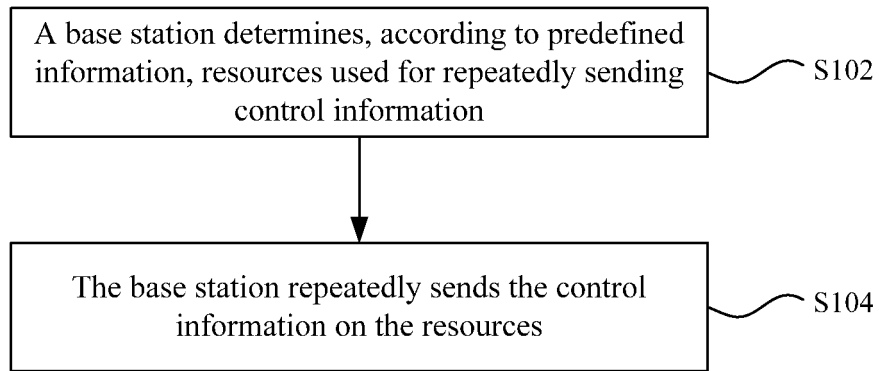 A base station determines, according to predefined
information, resources used for repeatedly sending
control information
S102
The base station repeatedly sends the control
information on the resources
S104